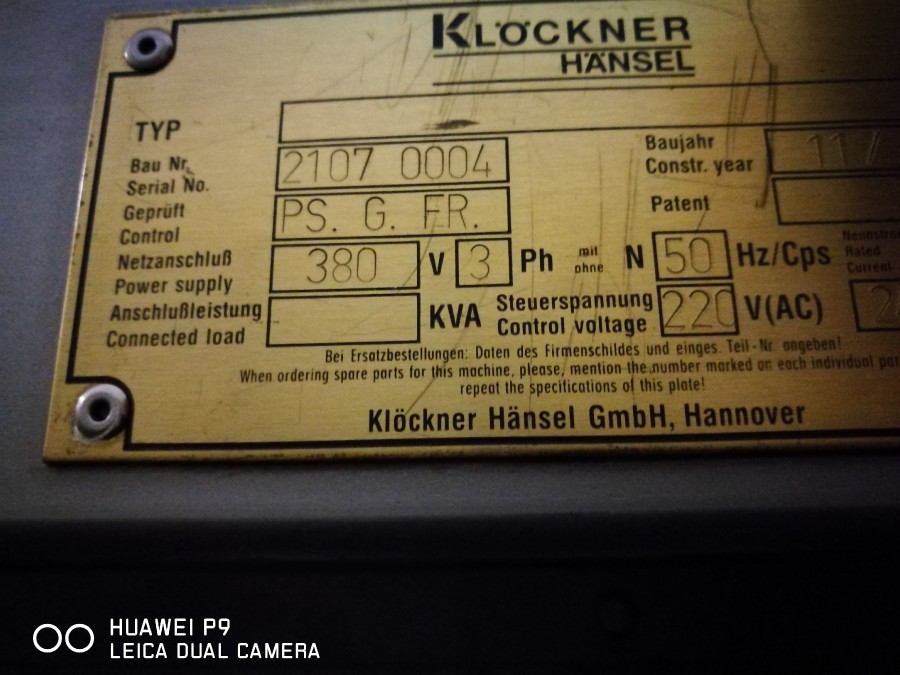 KLÖCKNER
HÄNSEL
TYP
Bau Nr.
Serial No.
2107 0004
Baujahr
Constr. year
11/
Geprüft
Control
PS. G. FR.
Patent
Netzanschluß
Power supply
380 V 3 Ph mit ohne N 50 Hz/Cps
Rated
Current
Anschlußleistung
Connected load
KVA
Steuerspannung
Control voltage
220 V(AC)
Bei Ersatzbestellungen: Daten des Firmenschildes und einges. Teil-Nr. angeben!
When ordering spare parts for this machine, please, mention the number marked on each individual
repeat the specifications of this plate!
Klöckner Hänsel GmbH, Hannover
HUAWEI P9
LEICA DUAL CAMERA